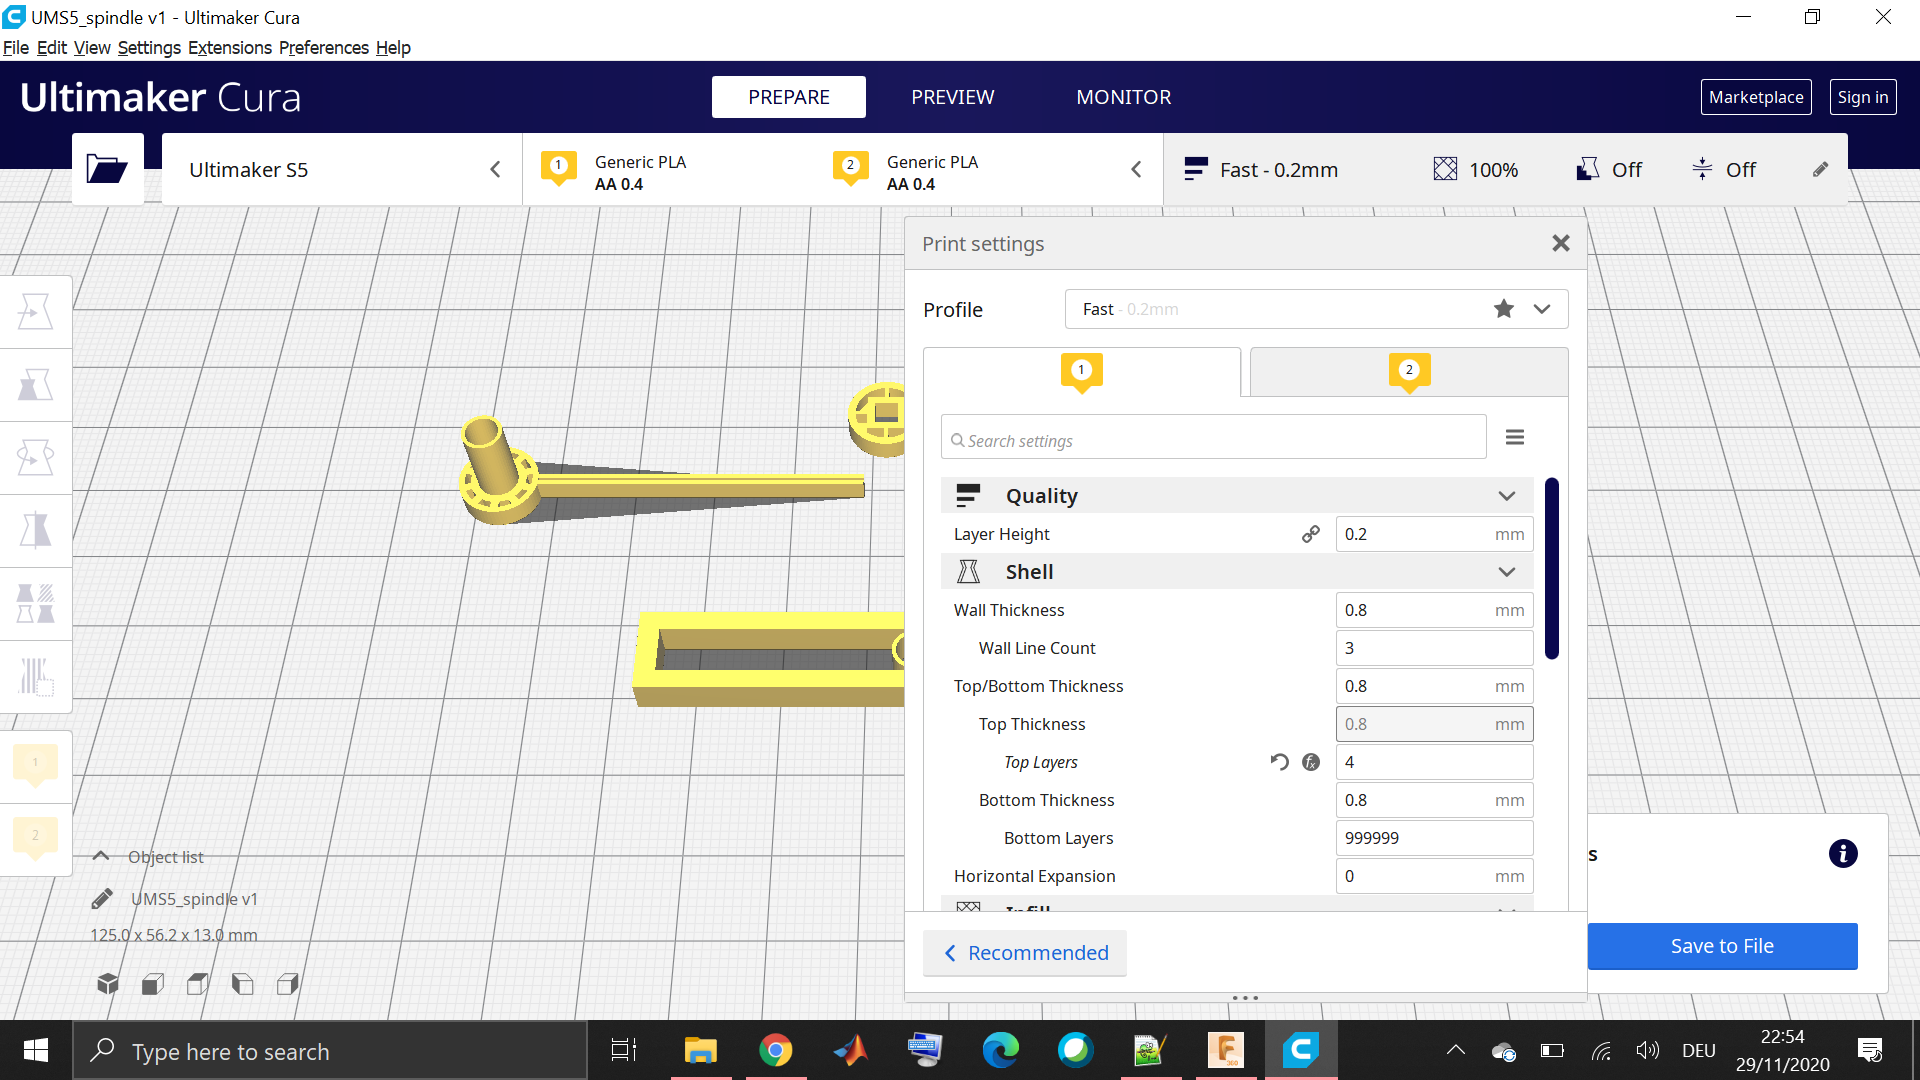 UMS5_spindle v1 - Ultimaker Cura
File Edit View Settings Extensions Preferences Help
Ultimaker Cura
PREPARE
PREVIEW
MONITOR
Marketplace
Sign in
Ultimaker S5
1
Generic PLA
AA 0.4
2
Generic PLA
AA 0.4
Fast - 0.2mm
100%
Off
Off
Print settings
Profile
Fast - 0.2mm
1
2
Search settings
Quality
Layer Height
0.2 mm
Shell
Wall Thickness
0.8 mm
Wall Line Count
3
Top/Bottom Thickness
0.8 mm
Top Thickness
0.8 mm
Top Layers
4
Bottom Thickness
0.8 mm
Bottom Layers
999999
Horizontal Expansion
0 mm
Infill
Recommended
1
2
Object list
UMS5_spindle v1
125.0 x 56.2 x 13.0 mm
s
Save to File
Type here to search
DEU
22:54
29/11/2020